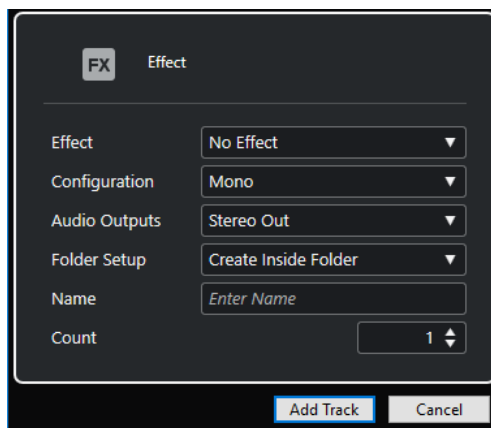 FX Effect
Effect No Effect
Configuration Mono
Audio Outputs Stereo Out
Folder Setup Create Inside Folder
Name Enter Name
Count 1
Add Track Cancel